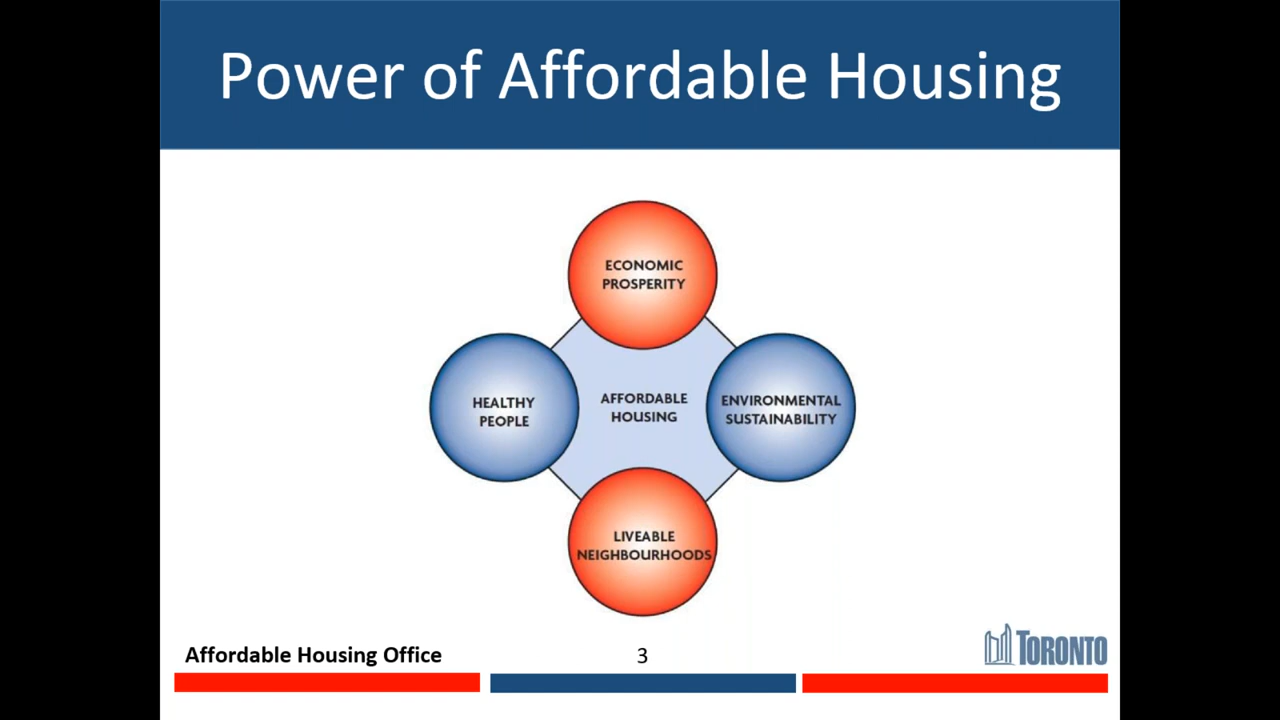 Power of Affordable Housing
ECONOMIC
PROSPERITY
HEALTHY
PEOPLE
AFFORDABLE
HOUSING
ENVIRONMENTAL
SUSTAINABILITY
LIVEABLE
NEIGHBOURHOODS
Affordable Housing Office
3
TORONTO